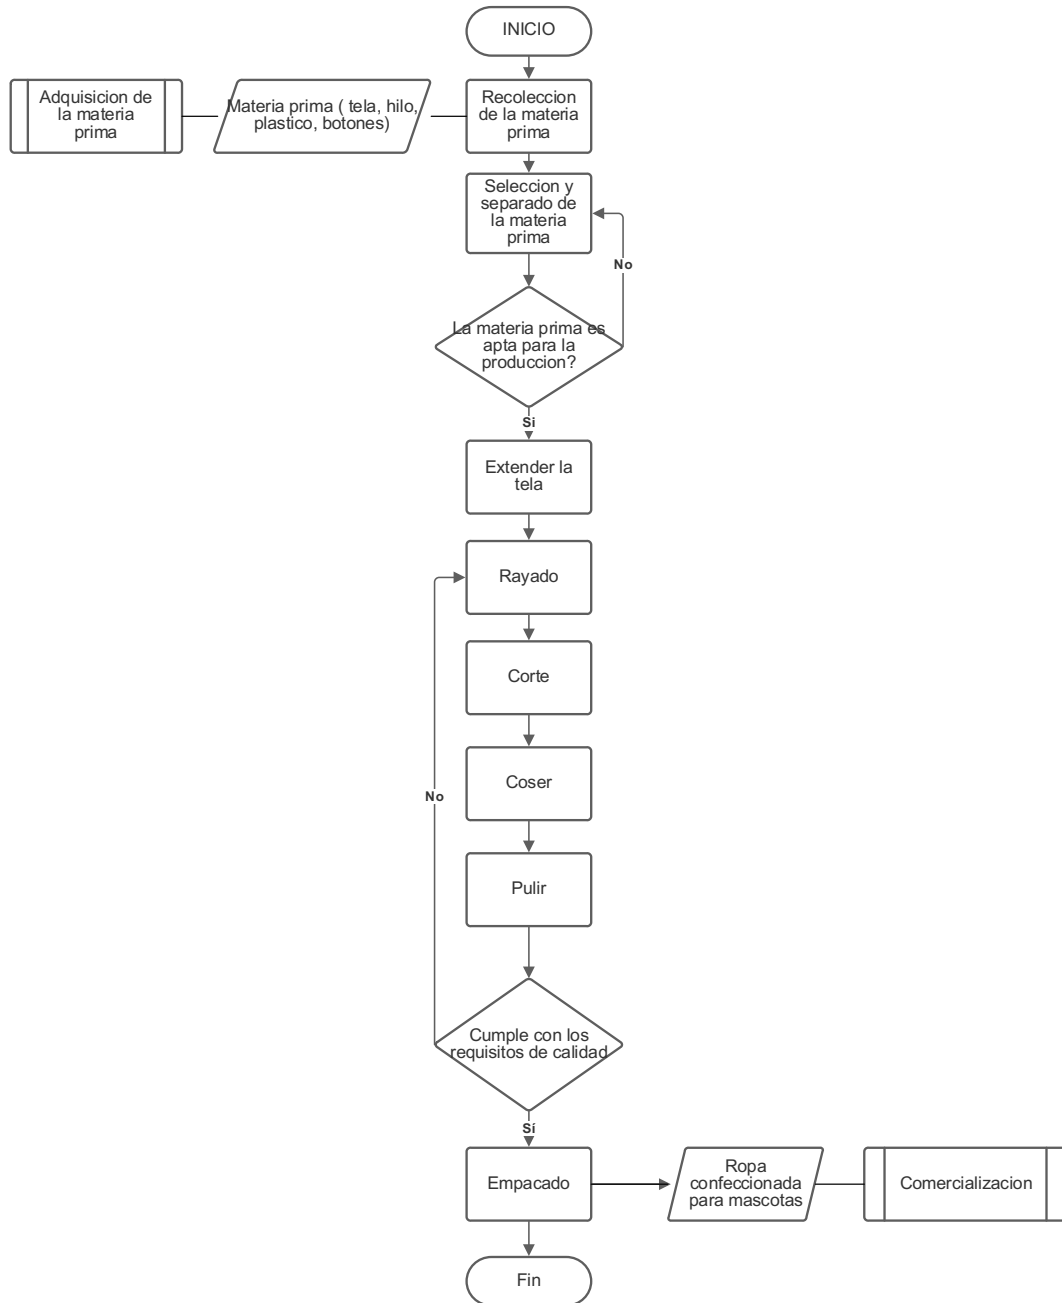 INICIO
Adquisicion de
la materia
prima
Materia prima ( tela, hilo,
plastico, botones)
Recoleccion
de la materia
prima
Seleccion y
separado de
la materia
prima
No
La materia prima es
apta para la
produccion?
Si
Extender la
tela
Rayado
Corte
Coser
No
Pulir
Cumple con los
requisitos de calidad
Sí
Empacado
Ropa
confeccionada
para mascotas
Comercializacion
Fin